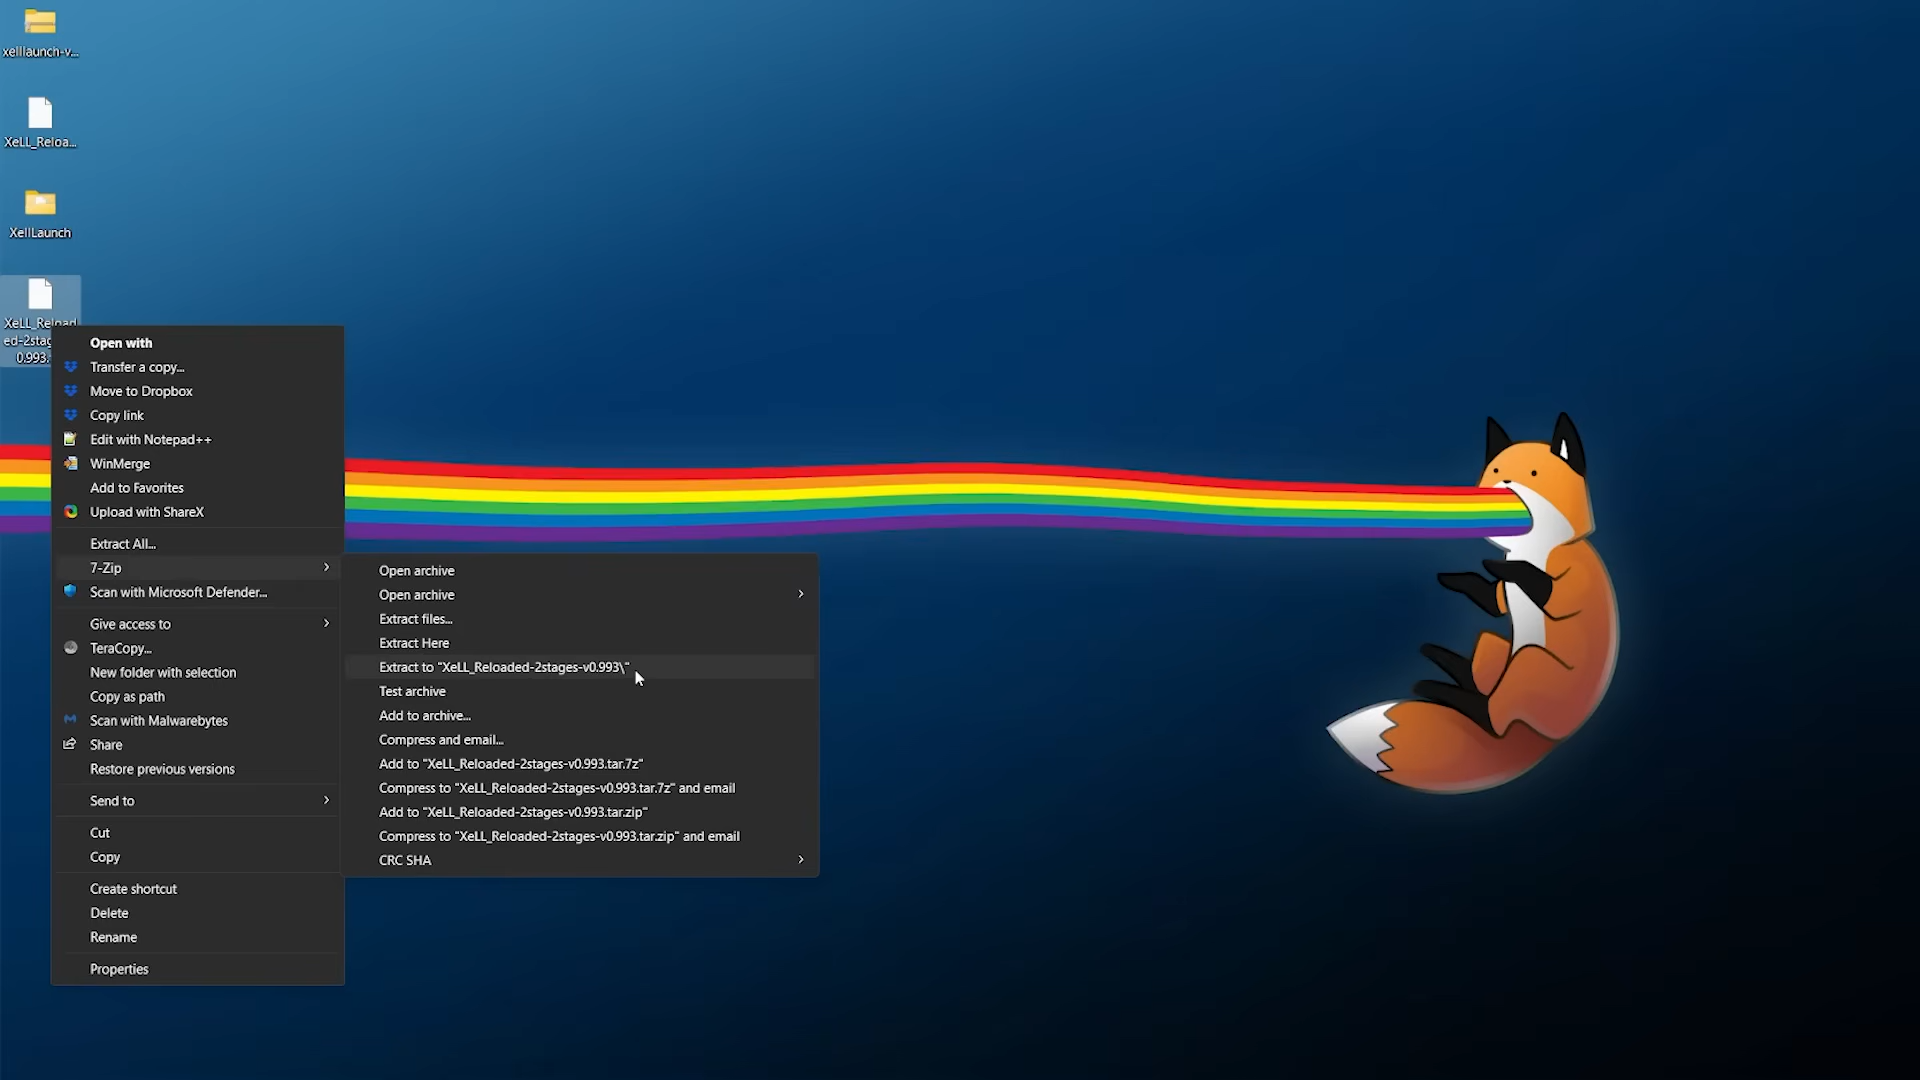 xelllaunch-v...
XeLL_Reloa...
XellLaunch
XeLL_Reload
ed-2stag
0.993.
Open with
Transfer a copy...
Move to Dropbox
Copy link
Edit with Notepad++
WinMerge
Add to Favorites
Upload with ShareX
Extract All...
7-Zip
Scan with Microsoft Defender...
Give access to
TeraCopy...
New folder with selection
Copy as path
Scan with Malwarebytes
Share
Restore previous versions
Send to
Cut
Copy
Create shortcut
Delete
Rename
Properties
Open archive
Open archive
Extract files...
Extract Here
Extract to "XeLL_Reloaded-2stages-v0.993\"
Test archive
Add to archive...
Compress and email...
Add to "XeLL_Reloaded-2stages-v0.993.tar.7z"
Compress to "XeLL_Reloaded-2stages-v0.993.tar.7z" and email
Add to "XeLL_Reloaded-2stages-v0.993.tar.zip"
Compress to "XeLL_Reloaded-2stages-v0.993.tar.zip" and email
CRC SHA